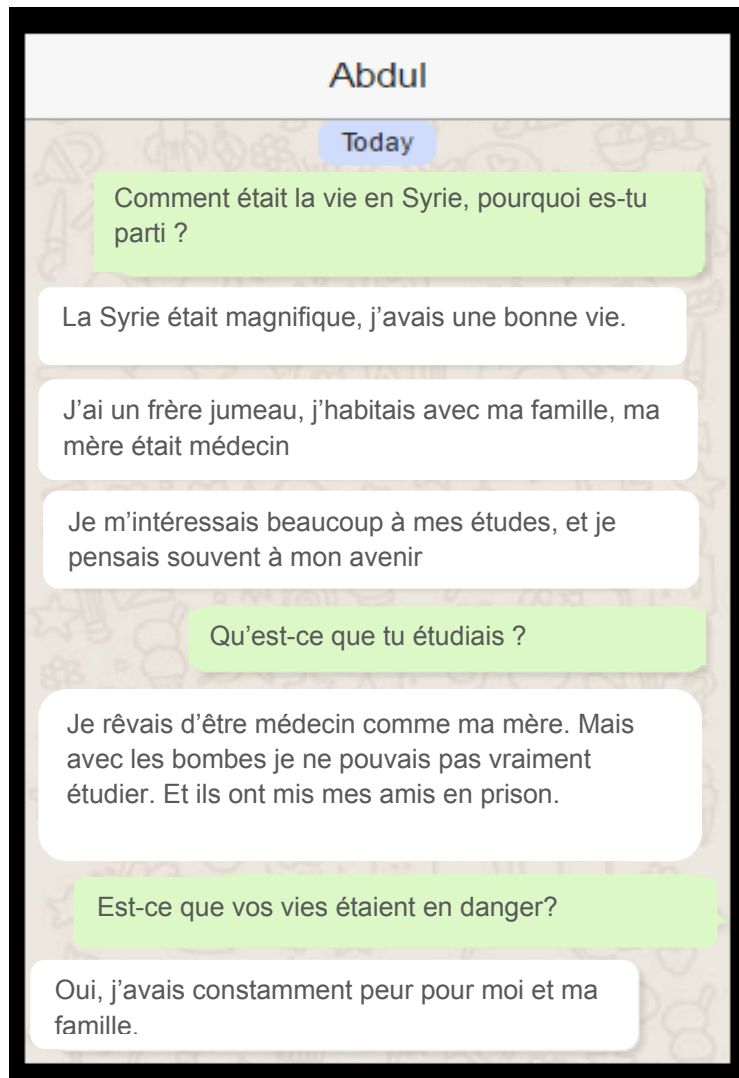 Abdul
Today
Comment était la vie en Syrie, pourquoi es-tu
parti ?
La Syrie était magnifique, j’avais une bonne vie.
J’ai un frère jumeau, j’habitais avec ma famille, ma
mère était médecin
Je m’intéressais beaucoup à mes études, et je
pensais souvent à mon avenir
Qu’est-ce que tu étudiais ?
Je rêvais d’être médecin comme ma mère. Mais
avec les bombes je ne pouvais pas vraiment
étudier. Et ils ont mis mes amis en prison.
Est-ce que vos vies étaient en danger?
Oui, j’avais constamment peur pour moi et ma
famille.